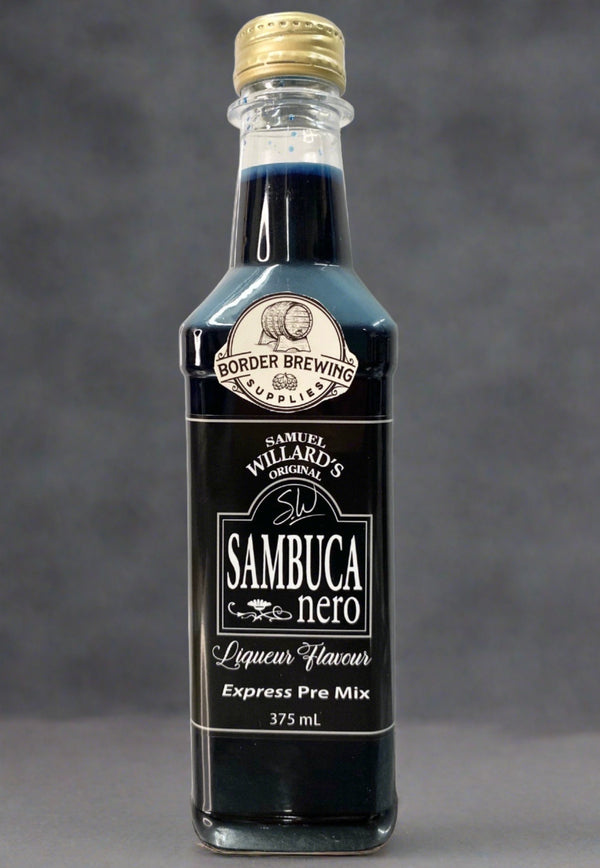 BORDER BREWING
SUPPLIES
SAMUEL
WILLARD'S
ORIGINAL
SW
SAMBUCA
nero
Liqueur Flavour
Express Pre Mix
375 mL